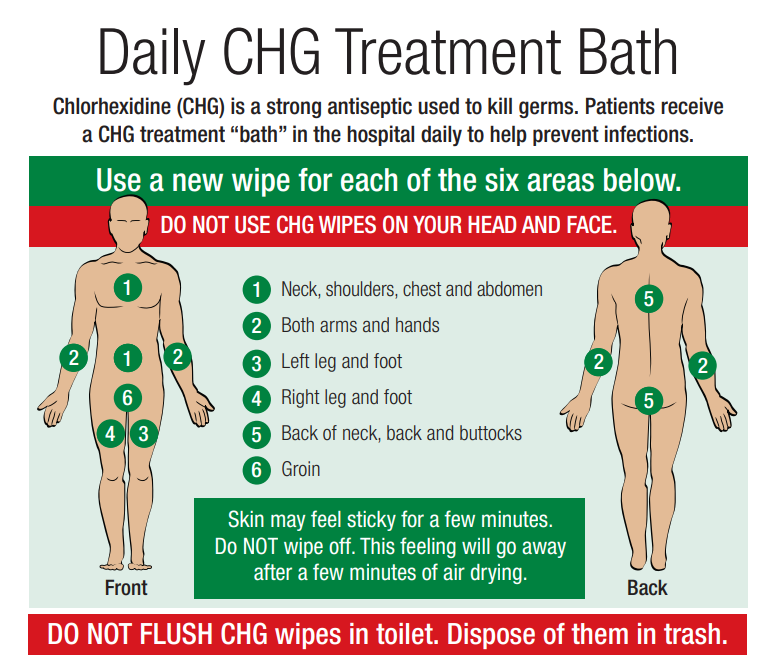 Daily CHG Treatment Bath
Chlorhexidine (CHG) is a strong antiseptic used to kill germs. Patients receive
a CHG treatment “bath” in the hospital daily to help prevent infections.
Use a new wipe for each of the six areas below.
DO NOT USE CHG WIPES ON YOUR HEAD AND FACE.
1
2
1
2
6
4
3
Front
1 Neck, shoulders, chest and abdomen
2 Both arms and hands
3 Left leg and foot
4 Right leg and foot
5 Back of neck, back and buttocks
6 Groin
Skin may feel sticky for a few minutes.
Do NOT wipe off. This feeling will go away
after a few minutes of air drying.
5
2
2
5
Back
DO NOT FLUSH CHG wipes in toilet. Dispose of them in trash.